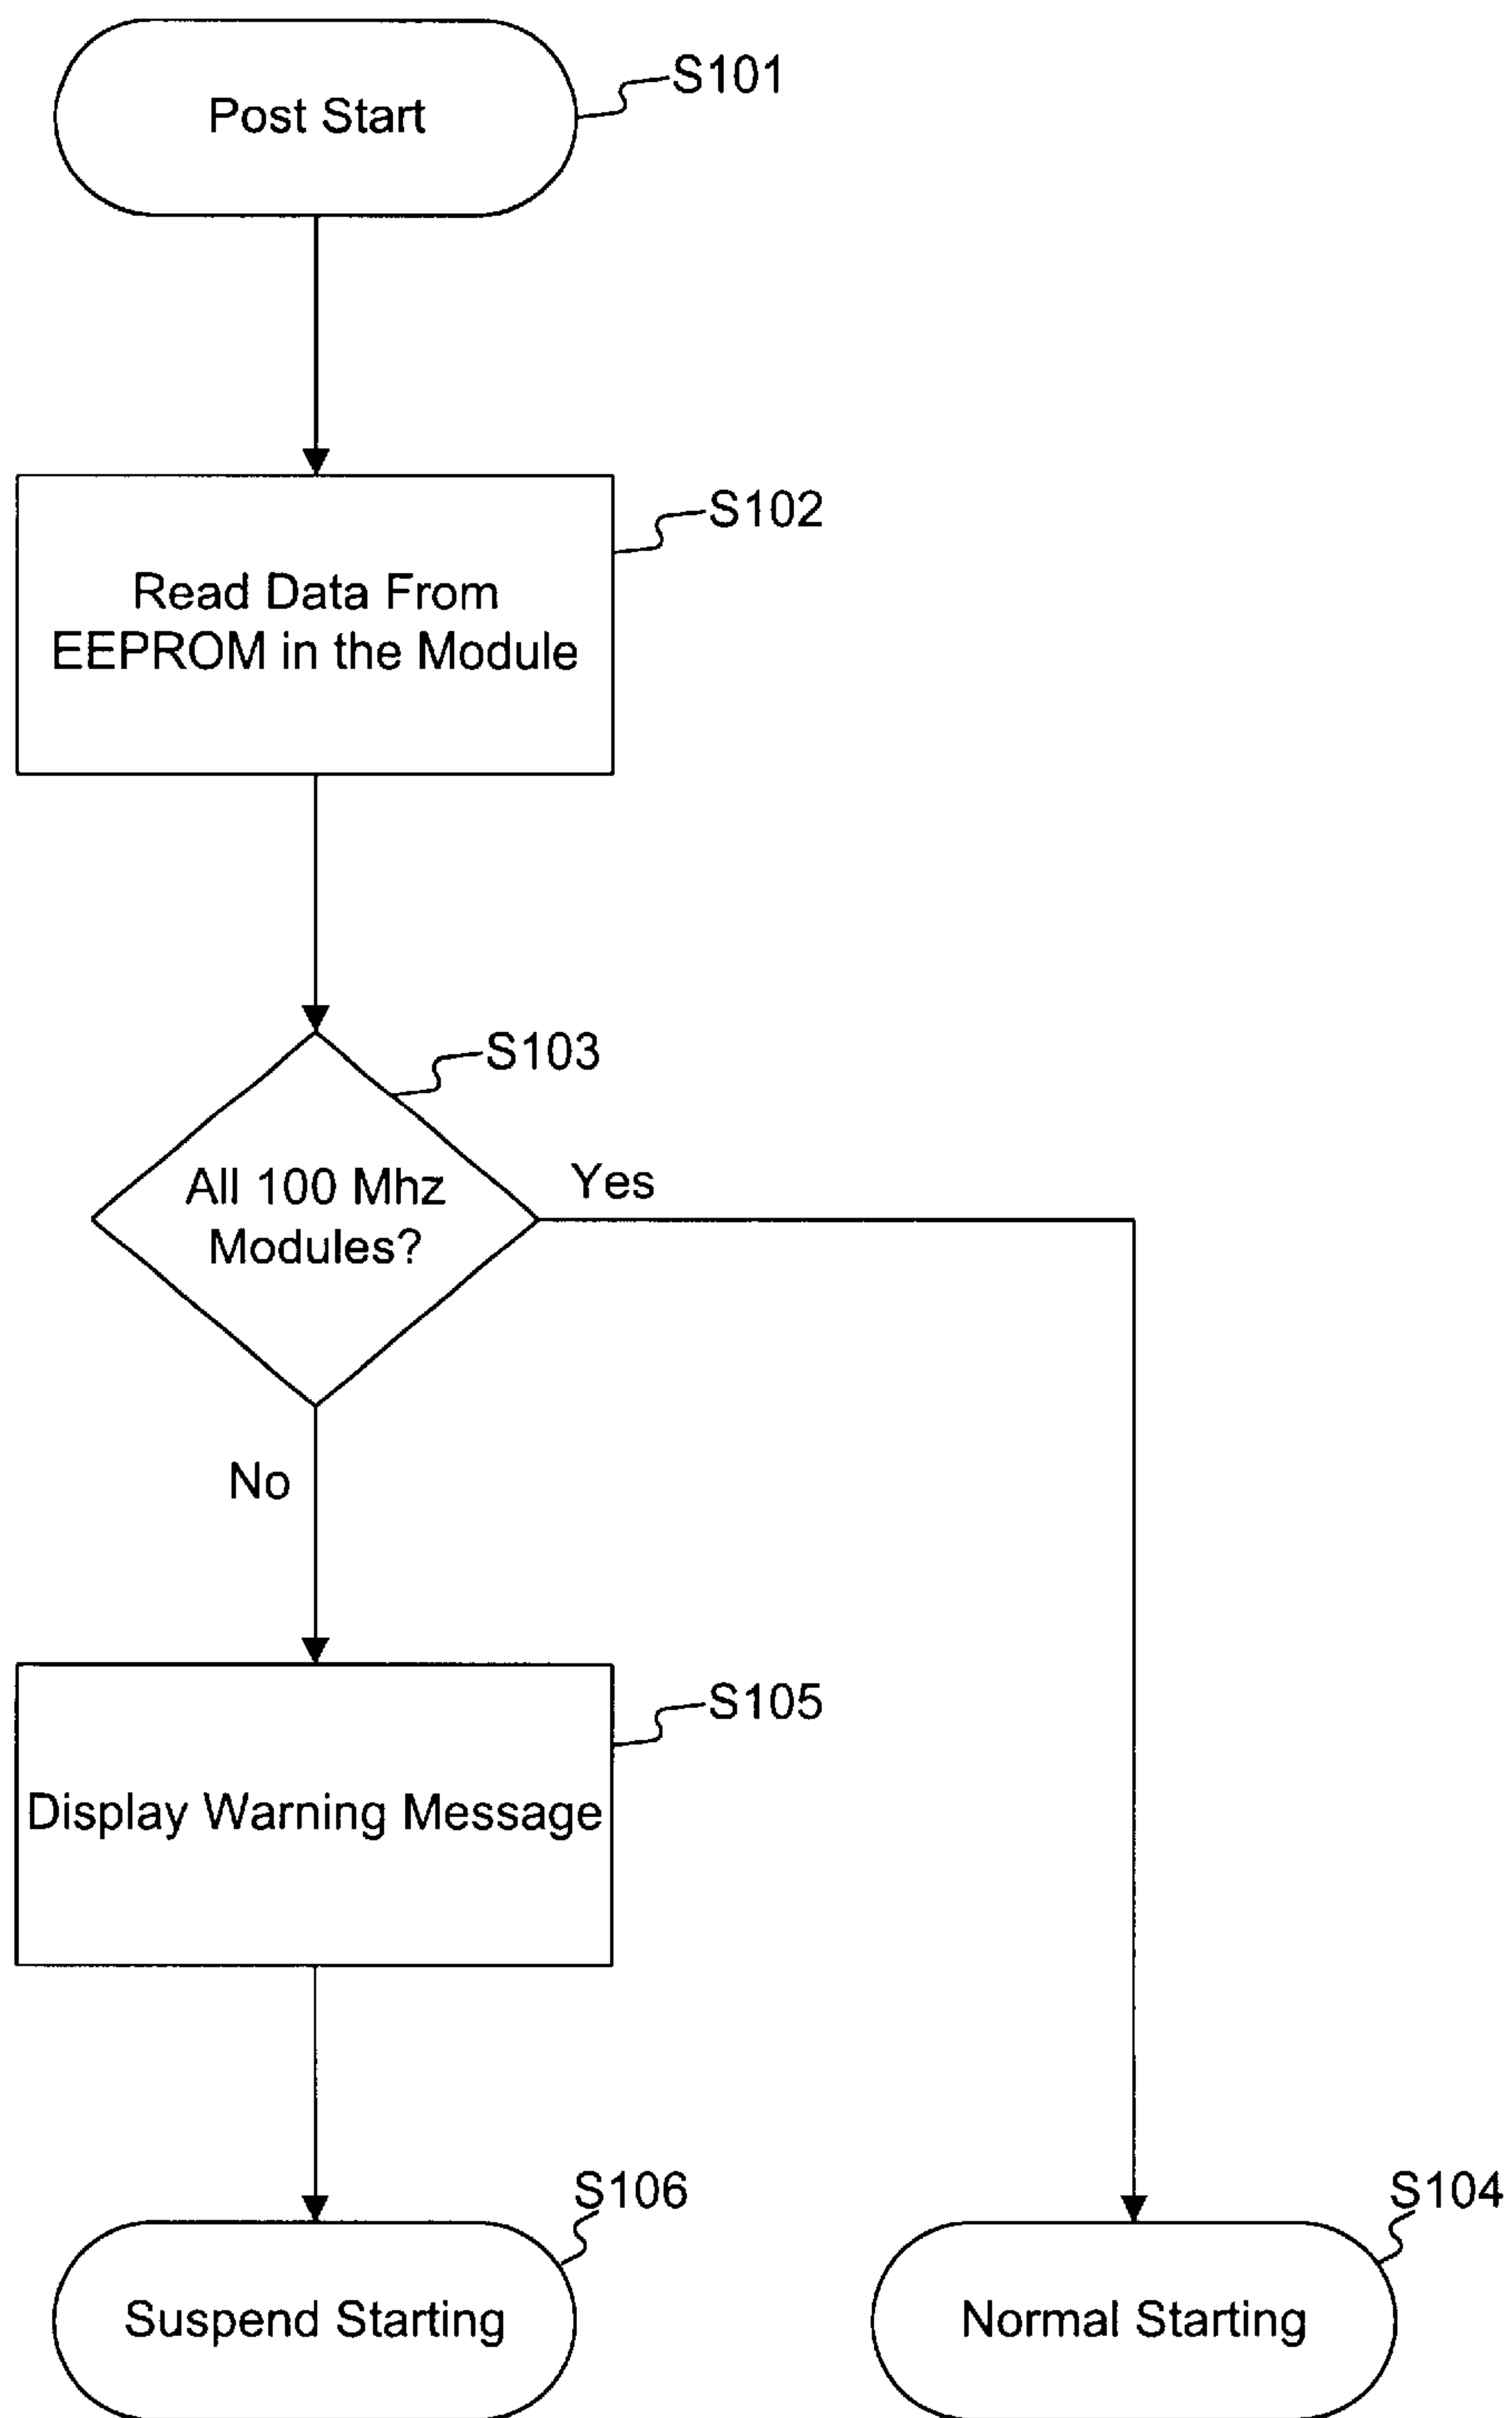 Post Start
S101
Read Data From
EEPROM in the Module
S102
S103
All 100 Mhz
Modules?
Yes
No
Display Warning Message
S105
S106
Suspend Starting
S104
Normal Starting